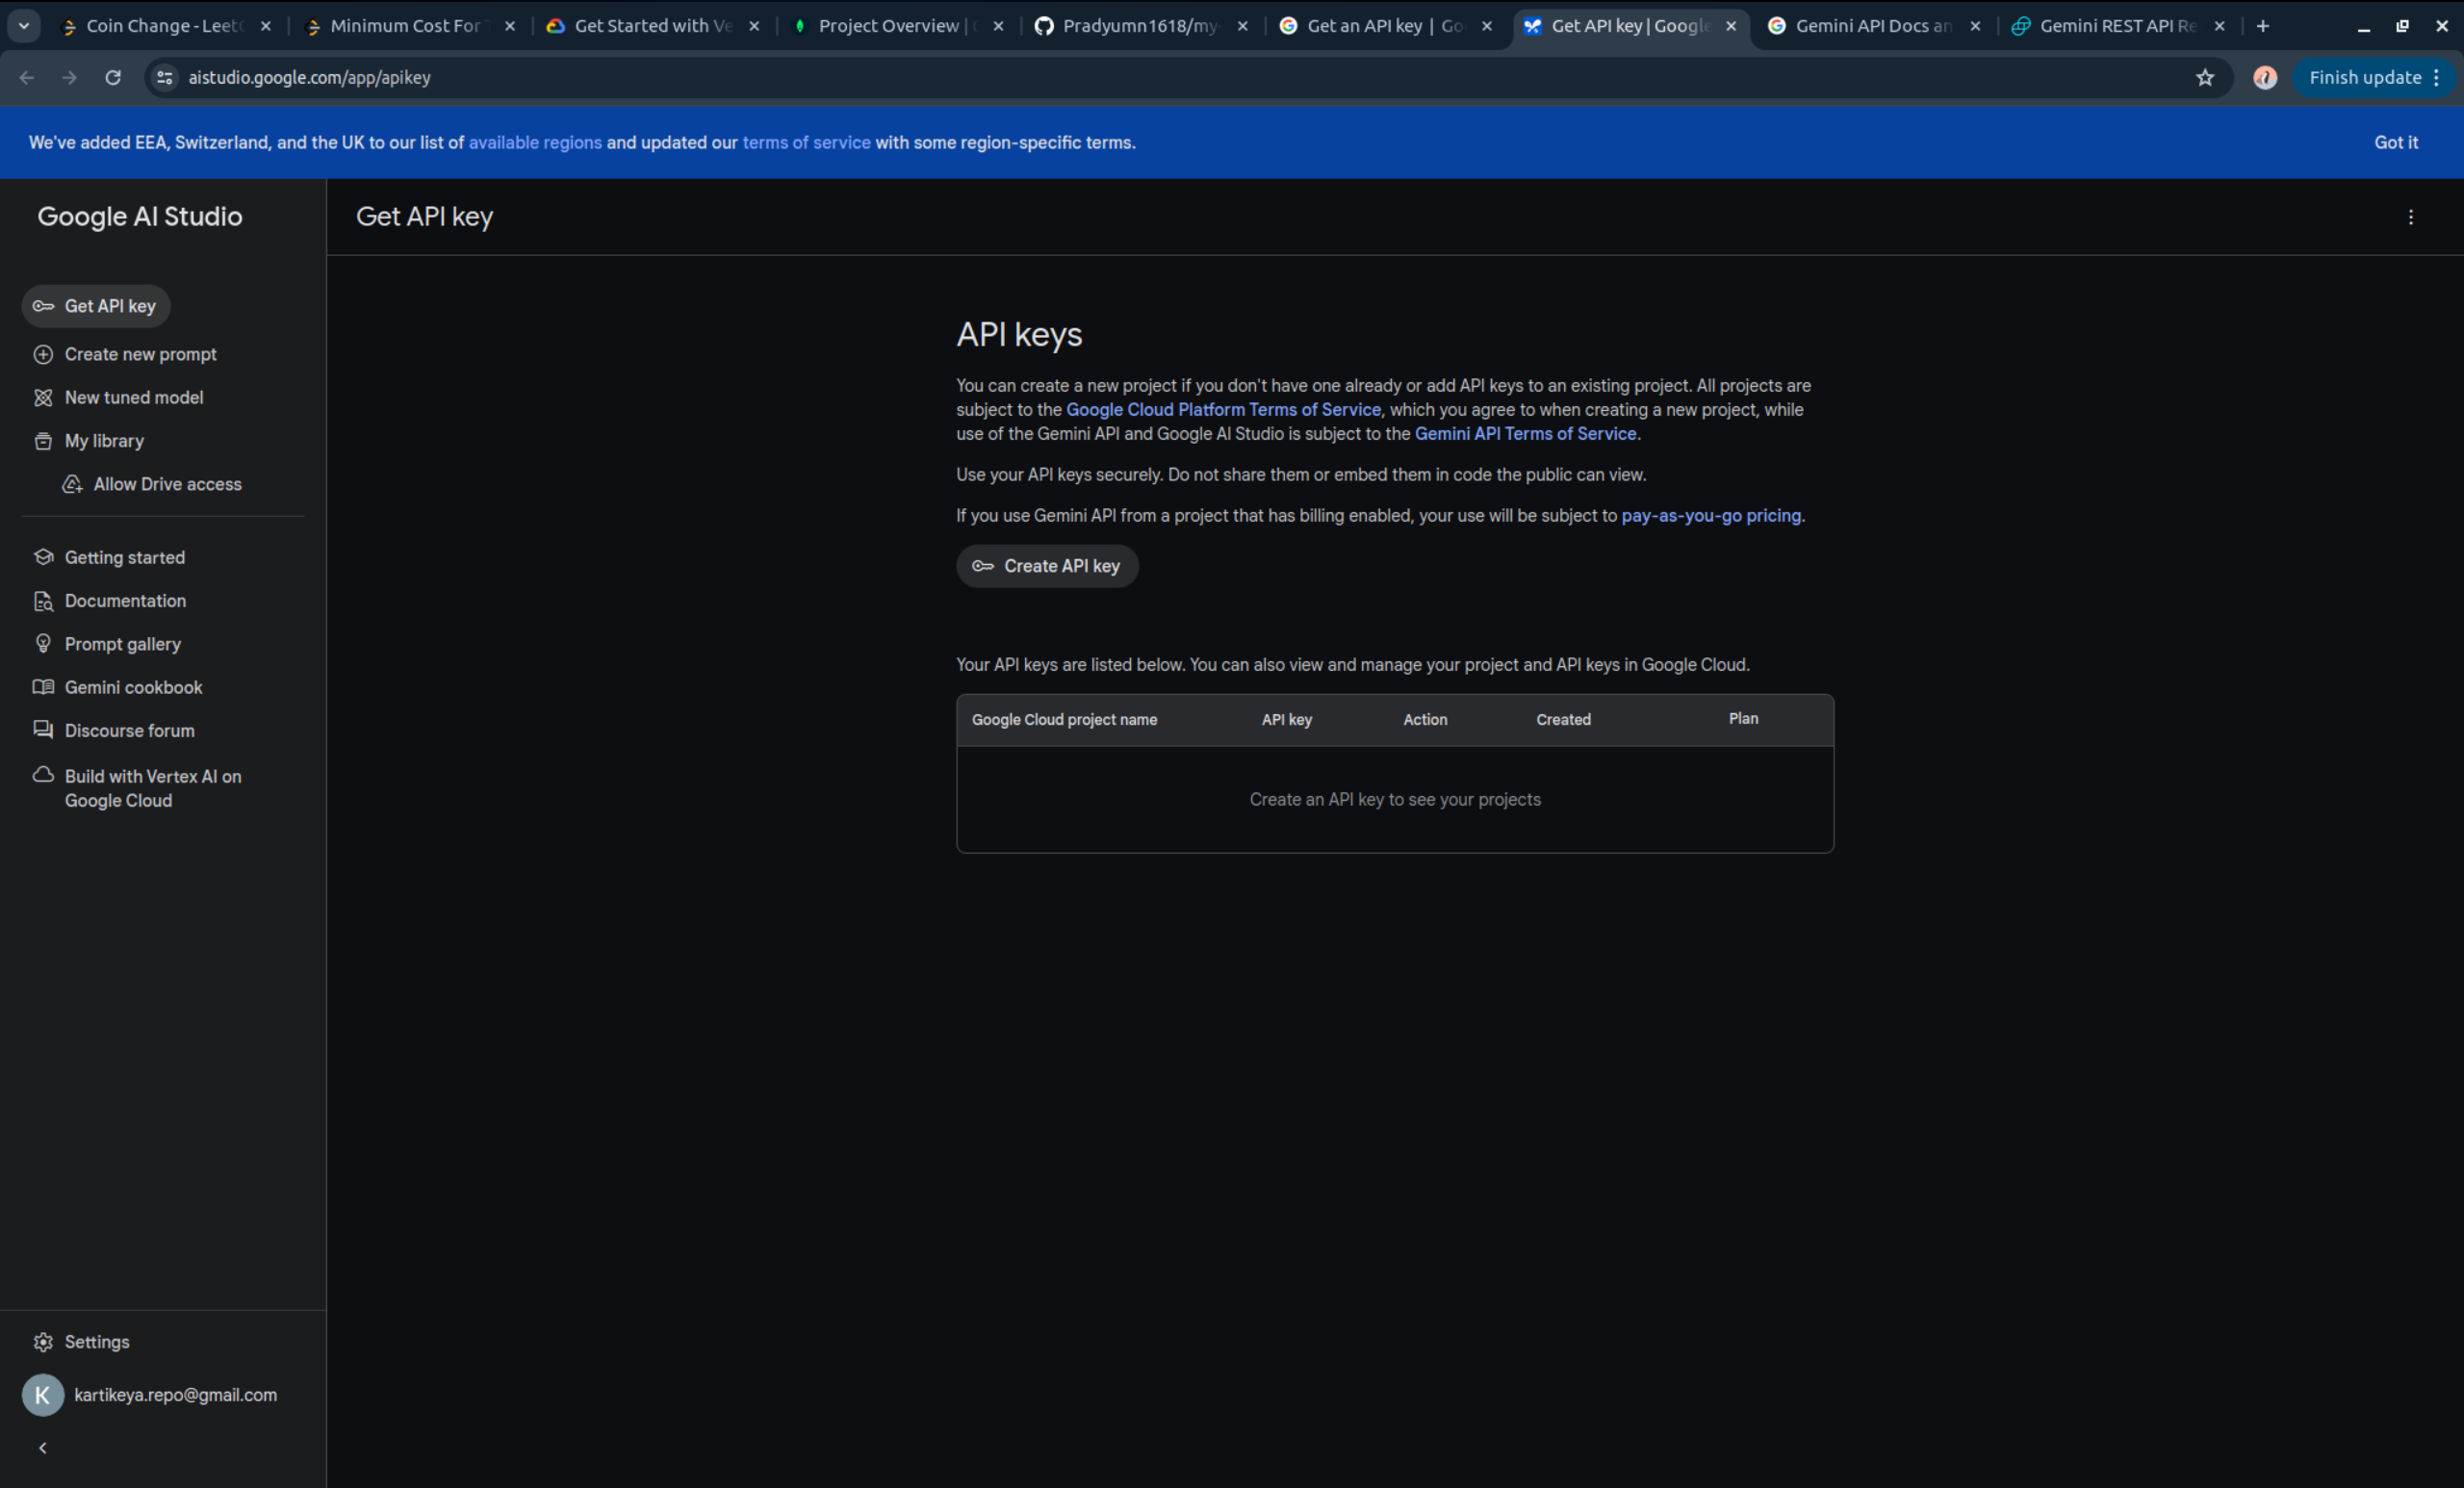 Coin Change - Leet
Minimum Cost For
Get Started with Ve
Project Overview |
Pradyumn1618/my-
Get an API key | Go
Get API key | Google
Gemini API Docs an
Gemini REST API Re
aistudio.google.com/app/apikey
Finish update
We've added EEA, Switzerland, and the UK to our list of available regions and updated our terms of service with some region-specific terms.
Got it
Google AI Studio
Get API key
Create new prompt
New tuned model
My library
Allow Drive access
Getting started
Documentation
Prompt gallery
Gemini cookbook
Discourse forum
Build with Vertex AI on
Google Cloud
Settings
K
kartikeya.repo@gmail.com
Get API key
API keys
You can create a new project if you don't have one already or add API keys to an existing project. All projects are
subject to the Google Cloud Platform Terms of Service, which you agree to when creating a new project, while
use of the Gemini API and Google AI Studio is subject to the Gemini API Terms of Service.
Use your API keys securely. Do not share them or embed them in code the public can view.
If you use Gemini API from a project that has billing enabled, your use will be subject to pay-as-you-go pricing.
Create API key
Your API keys are listed below. You can also view and manage your project and API keys in Google Cloud.
Google Cloud project name API key Action Created Plan
Create an API key to see your projects